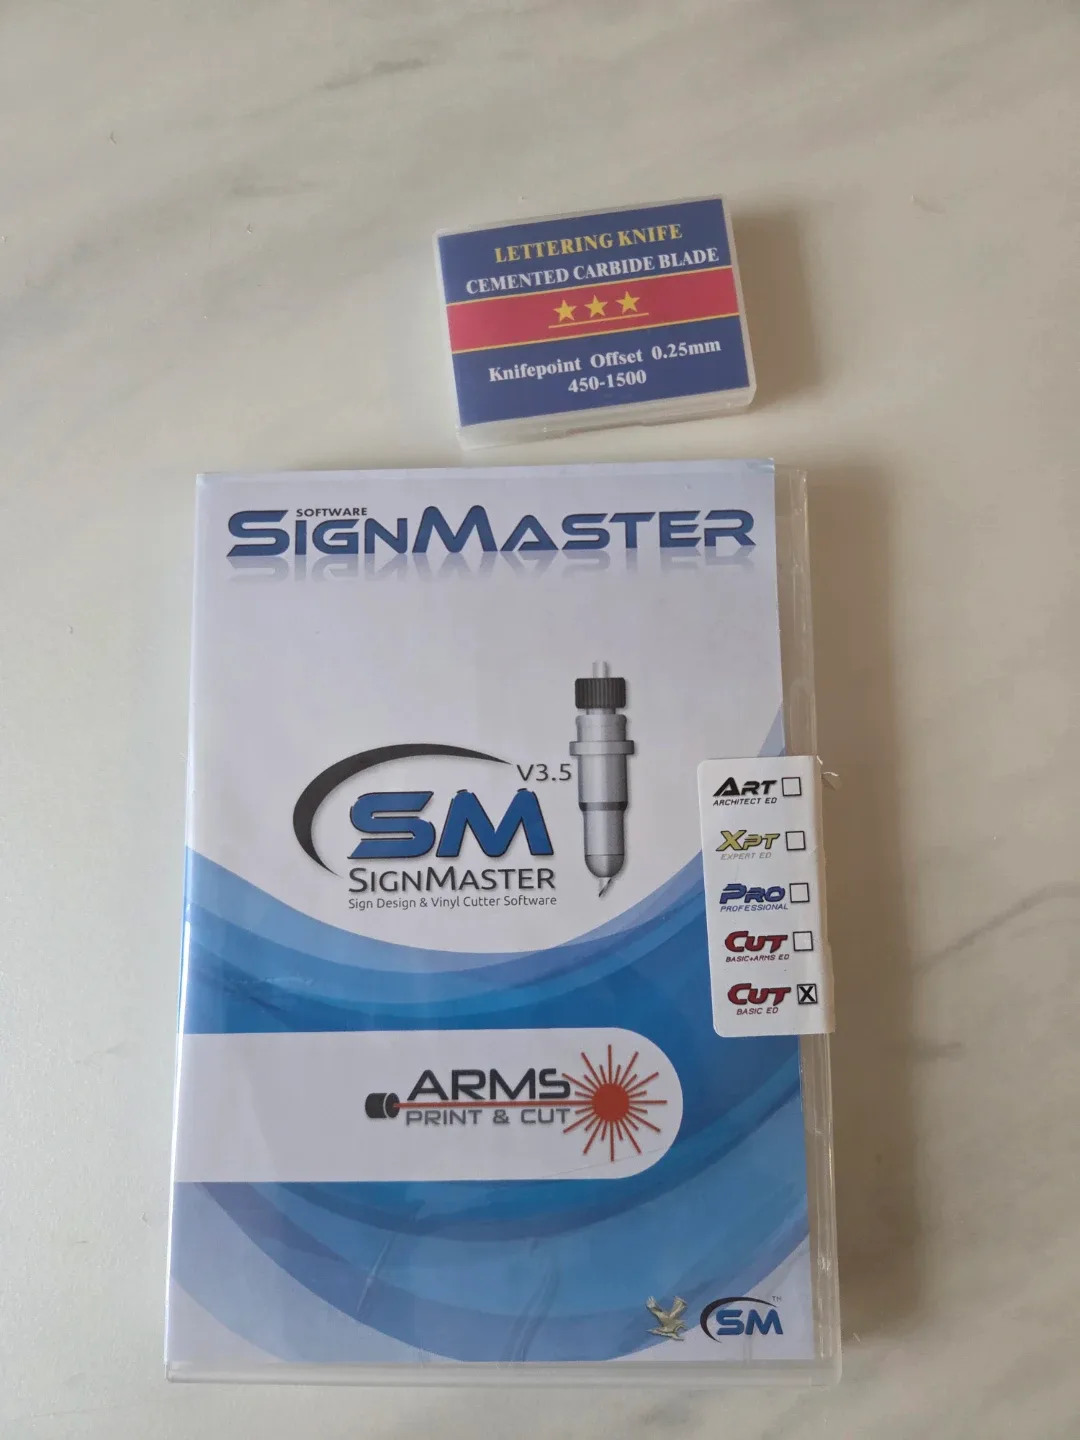 LETTERING KNIFE
CEMENTED CARBIDE BLADE
Knifepoint Offset 0.25mm
450-1500
SOFTWARE
SIGNMASTER
V3.5
SM
SIGNMASTER
Sign Design & Vinyl Cutter Software
ART
ARCHITECT ED
XPT
EXPERT ED
PRO
PROFESSIONAL
CUT
BASIC+ARMS ED
CUT X
BASIC ED
ARMS
PRINT & CUT
SM TM